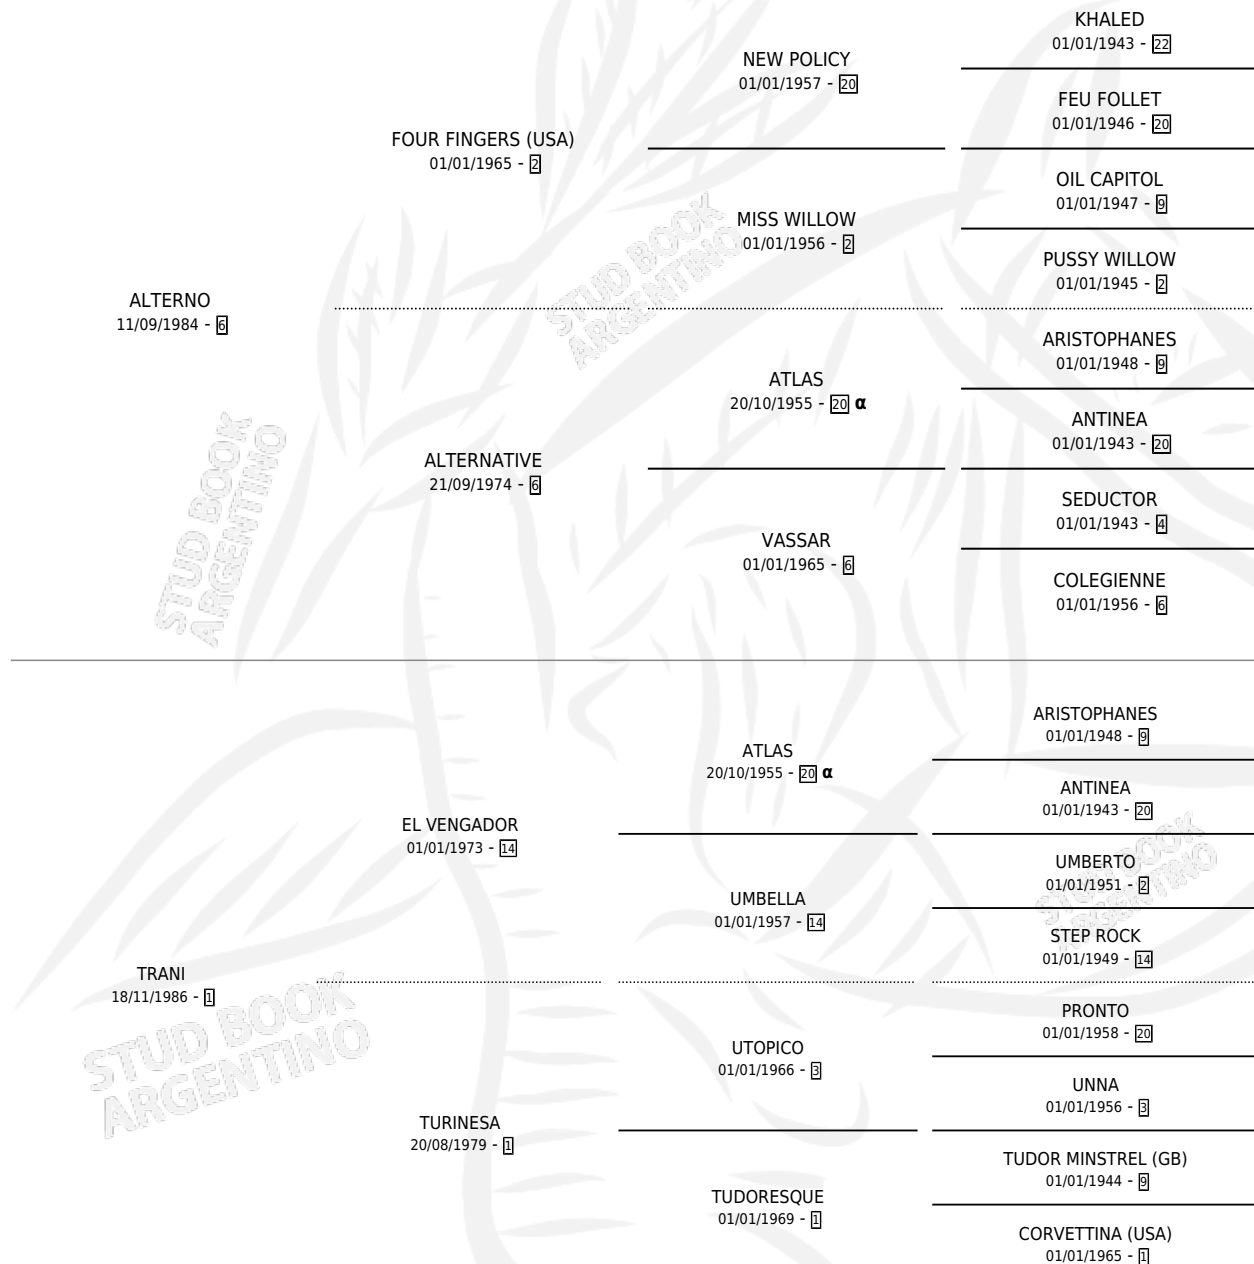 KHALED
01/01/1943 - 22
NEW POLICY
01/01/1957 - 20
FEU FOLLET
01/01/1946 - 20
FOUR FINGERS (USA)
01/01/1965 - 2
OIL CAPITOL
01/01/1947 - 9
MISS WILLOW
01/01/1956 - 2
PUSSY WILLOW
01/01/1945 - 2
STUD BOOK
ARGENTINO
ALTERNO
11/09/1984 - 6
ARISTOPHANES
01/01/1948 - 9
ATLAS
20/10/1955 - 20 α
ANTINEA
01/01/1943 - 20
ALTERNATIVE
21/09/1974 - 6
SEDUCTOR
01/01/1943 - 4
VASSAR
01/01/1965 - 6
COLEGIENNE
01/01/1956 - 6
STUD BOOK
ARGENTINO
ARISTOPHANES
01/01/1948 - 9
ATLAS
20/10/1955 - 20 α
ANTINEA
01/01/1943 - 20
EL VENGADOR
01/01/1973 - 14
UMBERTO
01/01/1951 - 2
UMBELLA
01/01/1957 - 14
STEP ROCK
01/01/1949 - 14
STUD BOOK
ARGENTINO
TRANI
18/11/1986 - 1
PRONTO
01/01/1958 - 20
UTOPICO
01/01/1966 - 3
UNNA
01/01/1956 - 3
STUD BOOK
ARGENTINO
TURINESA
20/08/1979 - 1
TUDOR MINSTREL (GB)
01/01/1944 - 9
TUDORESQUE
01/01/1969 - 1
CORVETTINA (USA)
01/01/1965 - 1